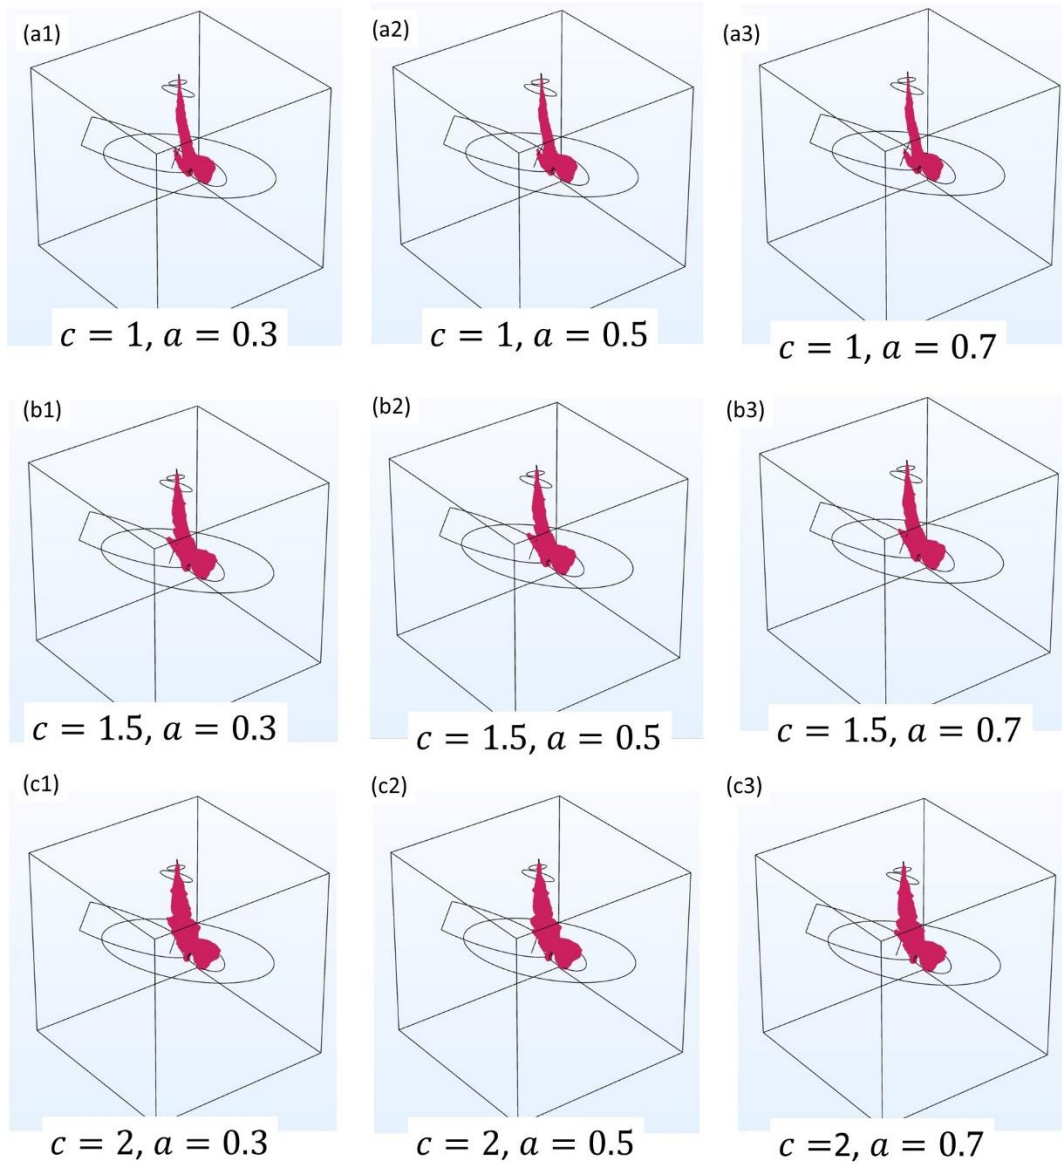 (a1) (a2) (a3)
c = 1, a = 0.3 c = 1, a = 0.5 c = 1, a = 0.7
(b1) (b2) (b3)
c = 1.5, a = 0.3 c = 1.5, a = 0.5 c = 1.5, a = 0.7
(c1) (c2) (c3)
c = 2, a = 0.3 c = 2, a = 0.5 c =2, a = 0.7